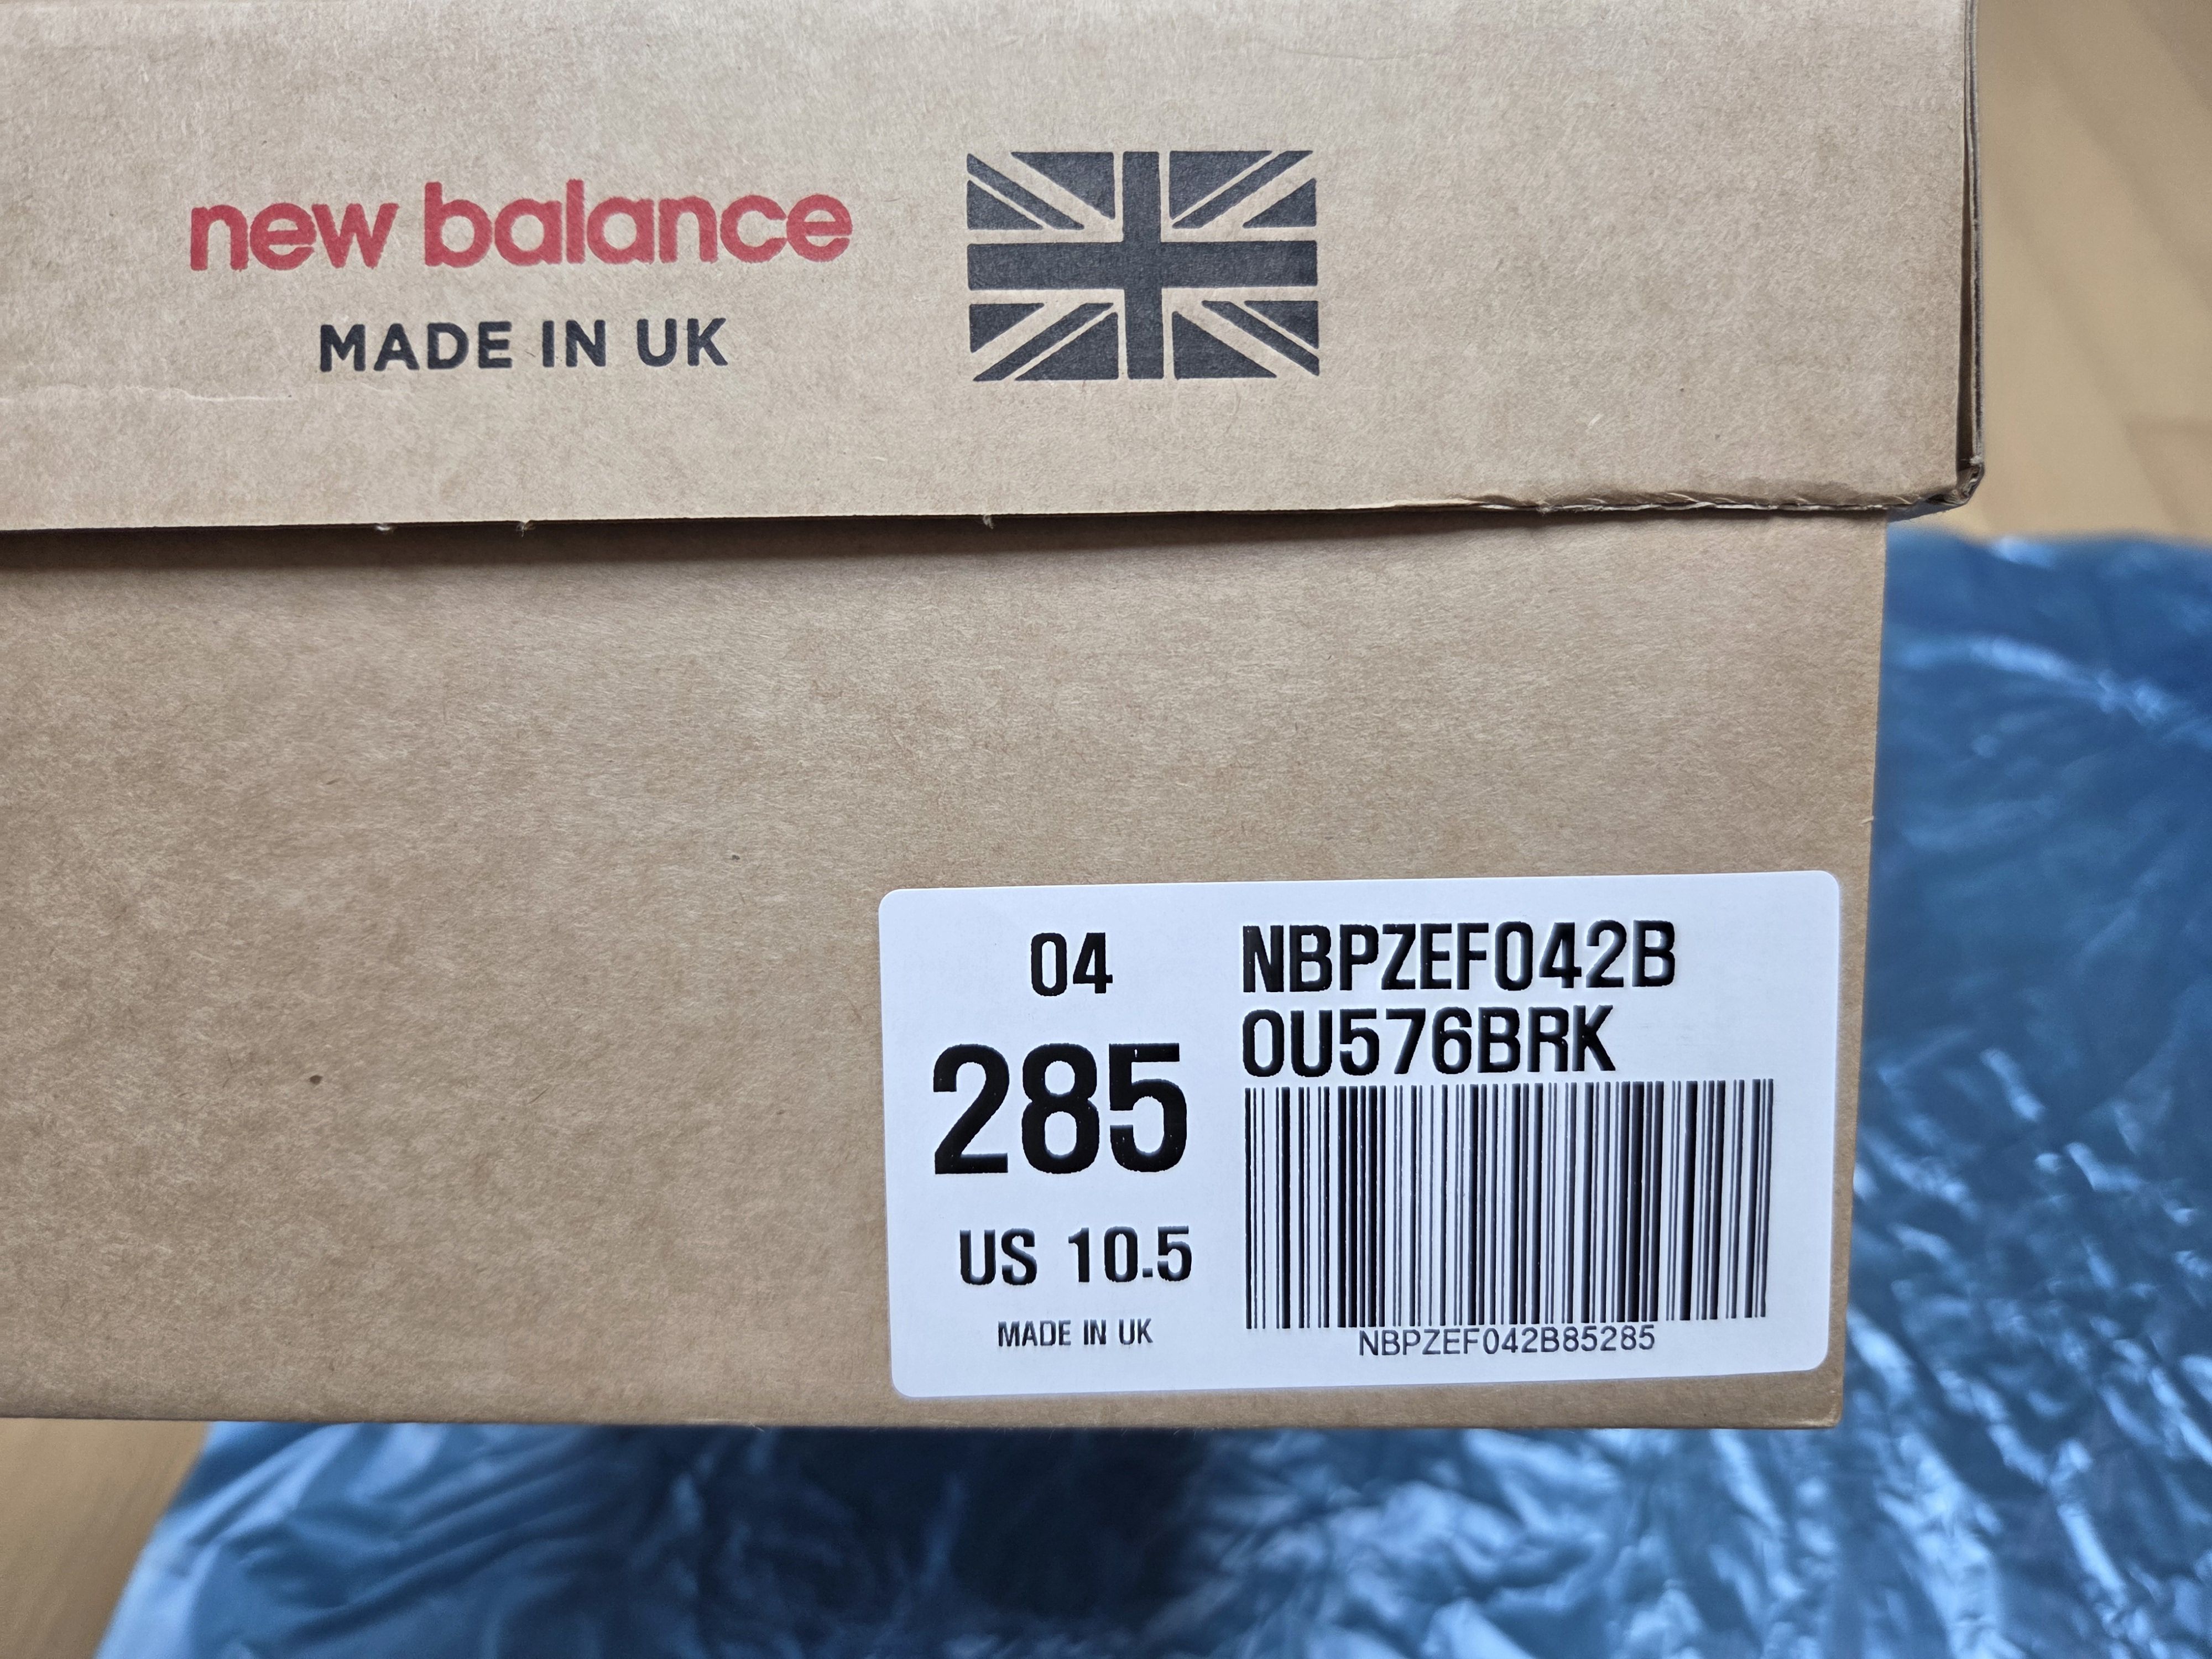 new balance
MADE IN UK
04
285
US 10.5
MADE IN UK
NBPZEF042B
OU576BRK
NBPZEF042B85285